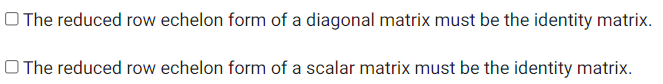 The reduced row echelon form of a diagonal matrix must be the identity matrix.
The reduced row echelon form of a scalar matrix must be the identity matrix.